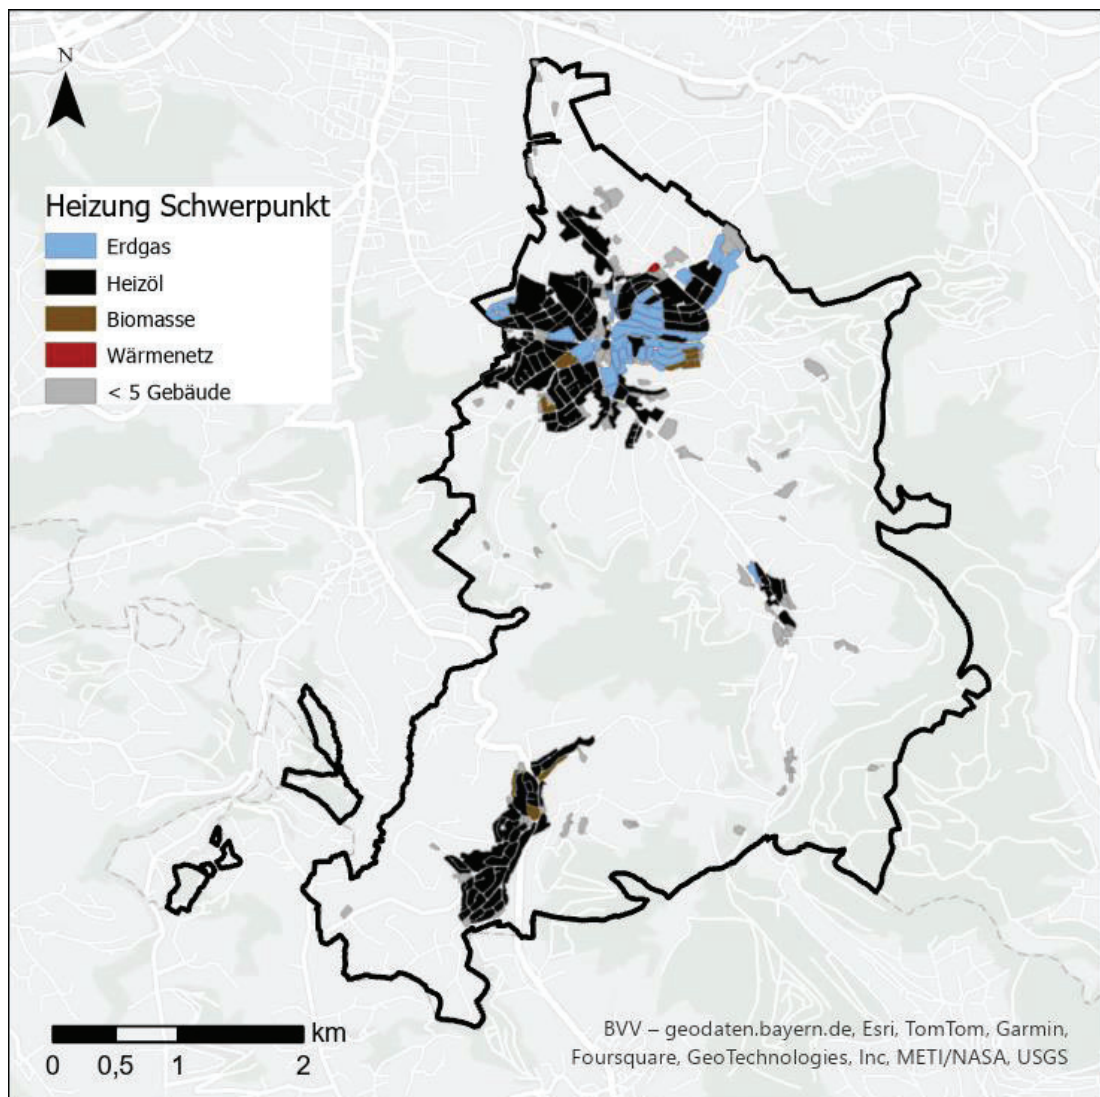 N
Heizung Schwerpunkt
Erdgas
Heizöl
Biomasse
Wärmenetz
< 5 Gebäude
km
0 0,5 1 2
BVV – geodaten.bayern.de, Esri, TomTom, Garmin,
Foursquare, GeoTechnologies, Inc, METI/NASA, USGS